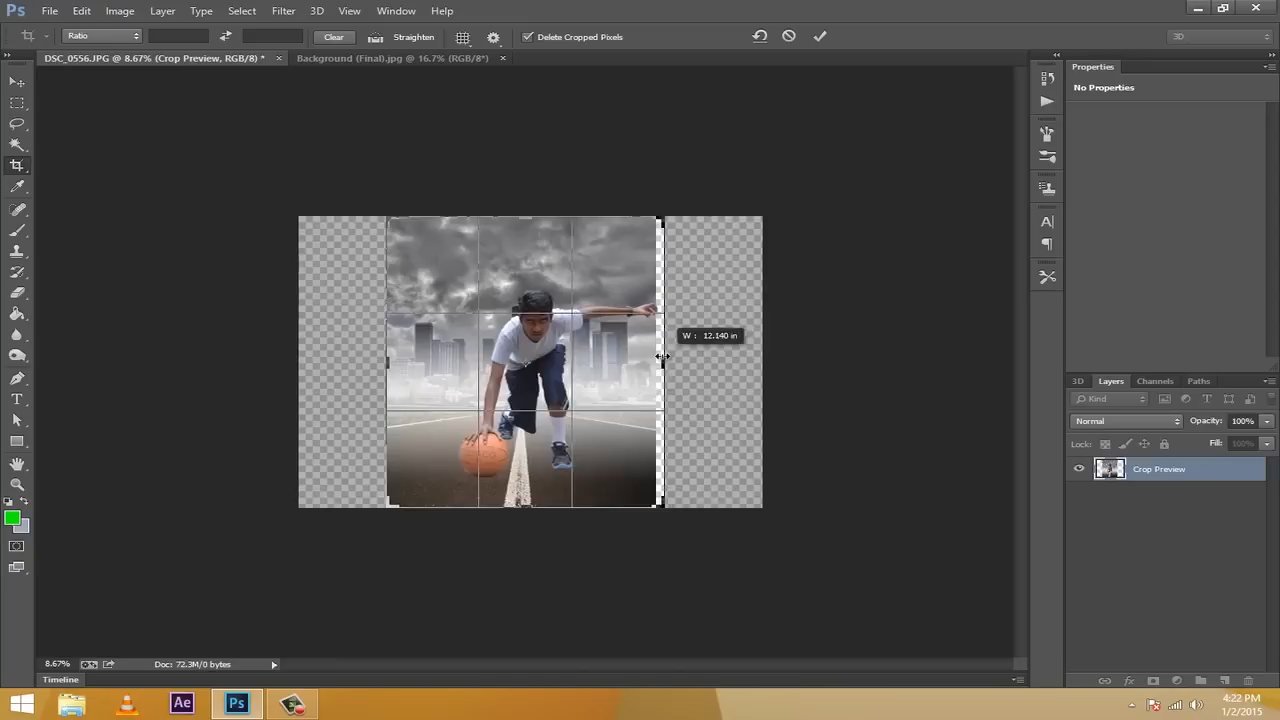 Ps File Edit Image Layer Type Select Filter 3D View Window Help
Ratio Clear Straighten Delete Cropped Pixels 3D
DSC_0556.JPG @ 8.67% (Crop Preview, RGB/8) * × Background (Final).jpg @ 16.7% (RGB/8*) ×
Properties
No Properties
W : 12.140 in
3D Layers Channels Paths
Kind
Normal Opacity: 100%
Lock: Fill: 100%
Crop Preview
8.67% Doc: 72.3M/0 bytes
Timeline
Ae Ps
4:22 PM
1/2/2015